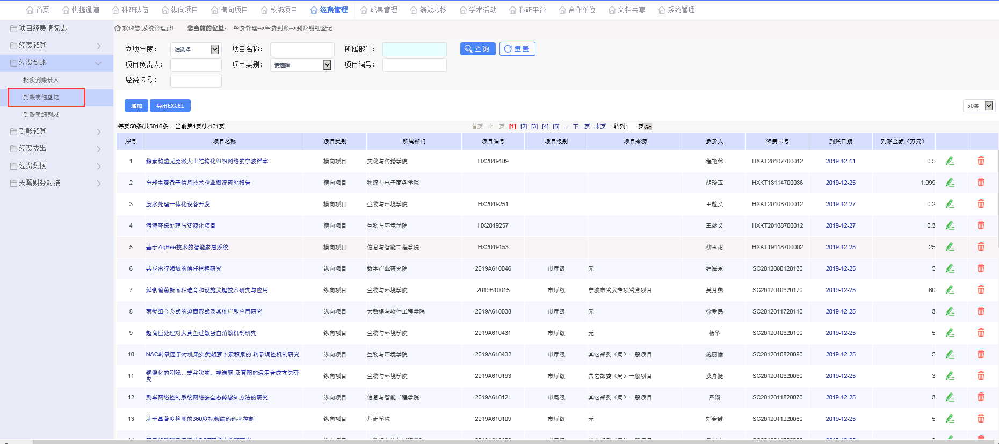 首页 快捷通道 科研队伍 纵向项目 横向项目 校级项目 经费管理 成果管理 绩效考核 学术活动 科研平台 合作单位 文档共享 系统管理
项目经费情况表
经费预算
经费到账
批次到账录入
到账明细登记
到账明细列表
到账预算
经费支出
经费划拨
天翼财务对接
欢迎您,系统管理员! 您当前的位置： 经费管理-->经费到账-->到账明细登记
立项年度： 请选择 项目名称： 所属部门： 查询 重置
项目负责人： 项目类别： 请选择 项目编号：
经费卡号：
增加 导出EXCEL 50条
每页50条/共5016条 -- 当前第1页/共101页 首页 上一页 [1] [2] [3] [4] [5] ... 下一页 末页 转到1 页Go
序号 项目名称 项目类别 所属部门 项目编号 项目级别 项目来源 负责人 经费卡号 到账日期 到账金额（万元）
1 探索构建无党派人士结构化组织网络的宁波样本 横向项目 文化与传播学院 HX2019189 程艳林 HXKT20107700012 2019-12-11 0.5
2 全球主要量子信息技术企业概况研究报告 横向项目 物流与电子商务学院 胡玲玉 HXKT18114700086 2019-12-25 1.099
3 废水处理一体化设备开发 横向项目 生物与环境学院 HX2019251 王趁义 HXKT20108700012 2019-12-27 0.2
4 污泥环保处理与资源化项目 横向项目 生物与环境学院 HX2019257 王趁义 HXKT20108700012 2019-12-27 0.3
5 基于ZigBee技术的智能家居系统 横向项目 信息与智能工程学院 HX2019153 柳玉甜 HXKT19118700002 2019-12-25 25
6 共享出行领域的信任挖掘研究 纵向项目 数字产业研究院 2019A610046 市厅级 无 钟海东 SC2012080120130 2019-12-25 5
7 鲜食葡萄新品种选育和设施关键技术研究与应用 纵向项目 生物与环境学院 2019B10015 市厅级 宁波市重大专项重点项目 吴月燕 SC2012010820120 2019-12-25 60
8 两类组合公式的差商形式及其推广和应用研究 纵向项目 大数据与软件工程学院 2019A610038 市厅级 无 徐爱民 SC2012011720110 2019-12-25 3
9 超高压处理对大黄鱼过敏蛋白消敏机制研究 纵向项目 生物与环境学院 2019A610431 市厅级 无 杨华 SC2012010820100 2019-12-25 5
10 NAC转录因子对桃果实类胡萝卜素积累的 转录调控机制研究 纵向项目 生物与环境学院 2019A610432 市厅级 其它部委（局）一般项目 施丽愉 SC2012010820090 2019-12-25 5
11 铜催化的吲哚、苯并呋喃、喹诺酮 及黄酮的通用合成方法研究 纵向项目 生物与环境学院 2019A610193 市厅级 其它部委（局）一般项目 戎舟挺 SC2012010820080 2019-12-25 3
12 列车网络控制系统网络安全态势感知方法的研究 纵向项目 信息与智能工程学院 2019A610121 市局级 其它部委（局）一般项目 严翔 SC2012011820070 2019-12-25 3
13 基于显著度检测的360度视频编码码率控制 纵向项目 基础学院 2019A610109 市厅级 无 刘金霞 SC2012011220060 2019-12-25 5